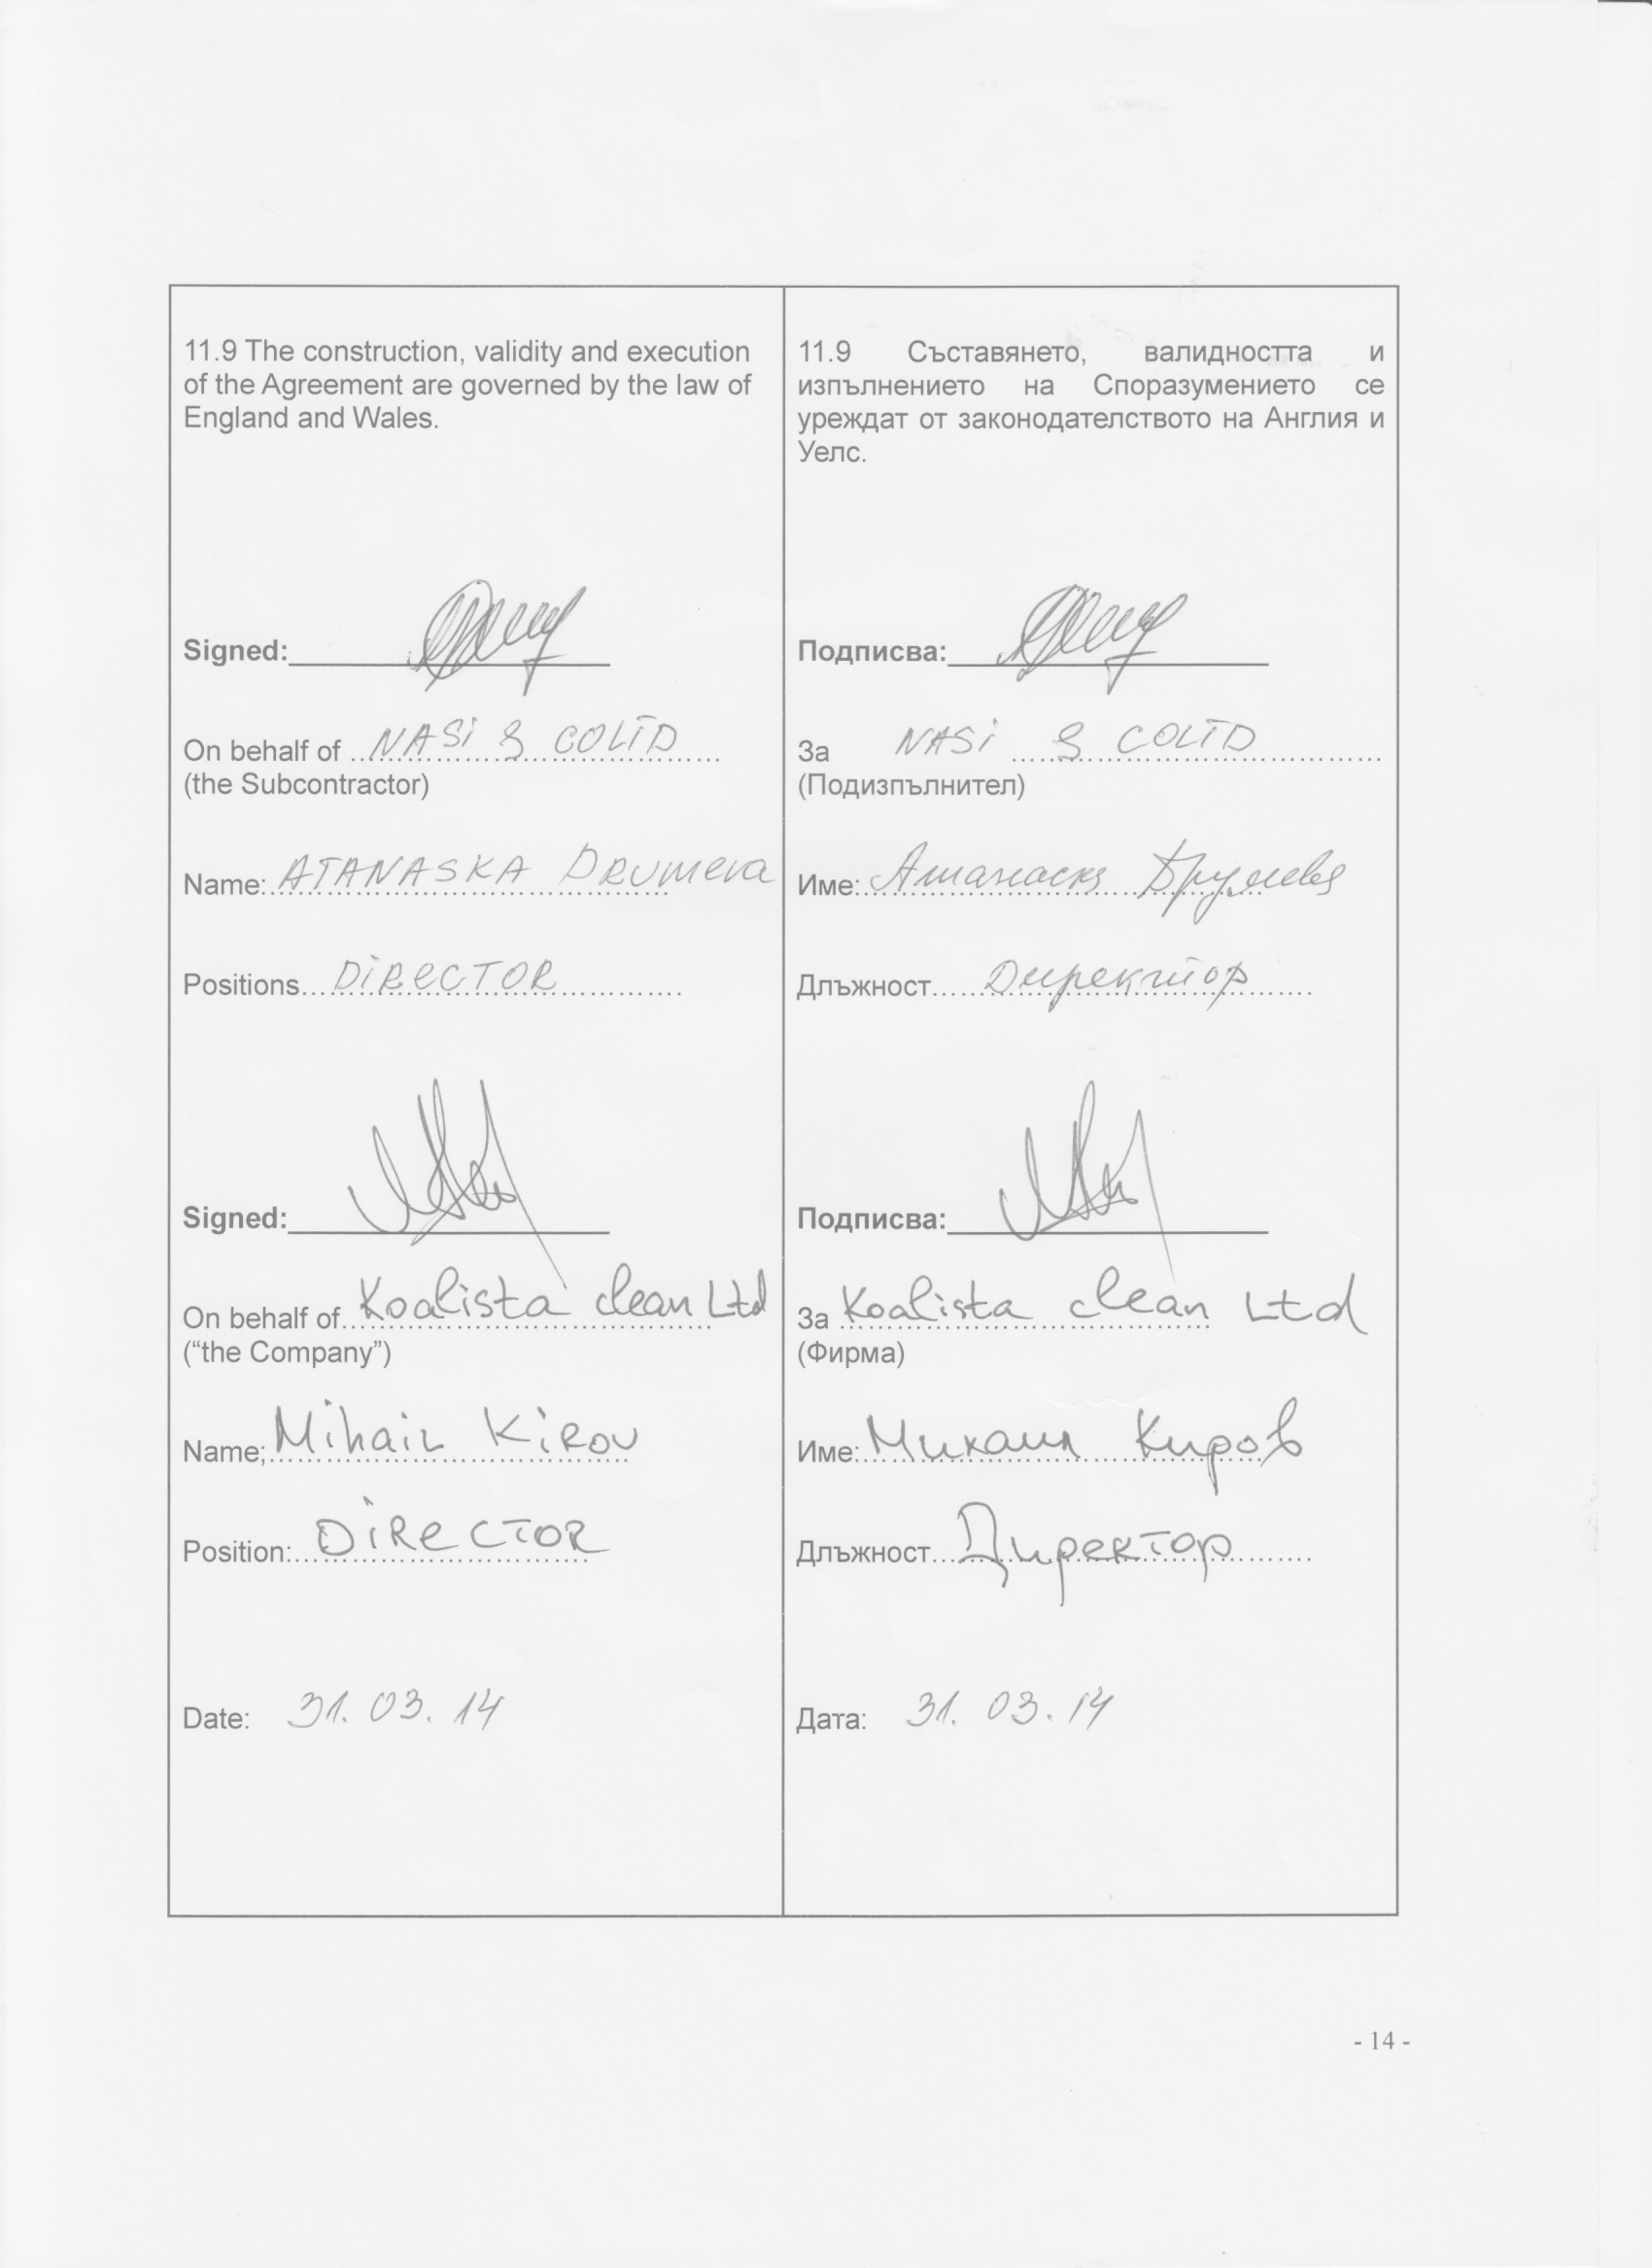 11.9 The construction, validity and execution
of the Agreement are governed by the law of
England and Wales.
Signed:
On behalf of NASi & COLTD
(the Subcontractor)
Name: ATANASKA DRUMEVA
Positions DiRECTOR
Signed:
On behalf of Koalista clean Ltd
(“the Company”)
Name; Mihail Kirov
Position: DiRECTOR
Date: 31.03.14
11.9 Съставянето, валидността и
изпълнението на Споразумението се
уреждат от законодателството на Англия и
Уелс.
Подписва:
За NASi & COLTD
(Подизпълнител)
Име: Атанаска Друмева
Длъжност Директор
Подписва:
За Koalista clean Ltd
(Фирма)
Име: Михаил Киров
Длъжност Директор
Дата: 31.03.14
- 14 -